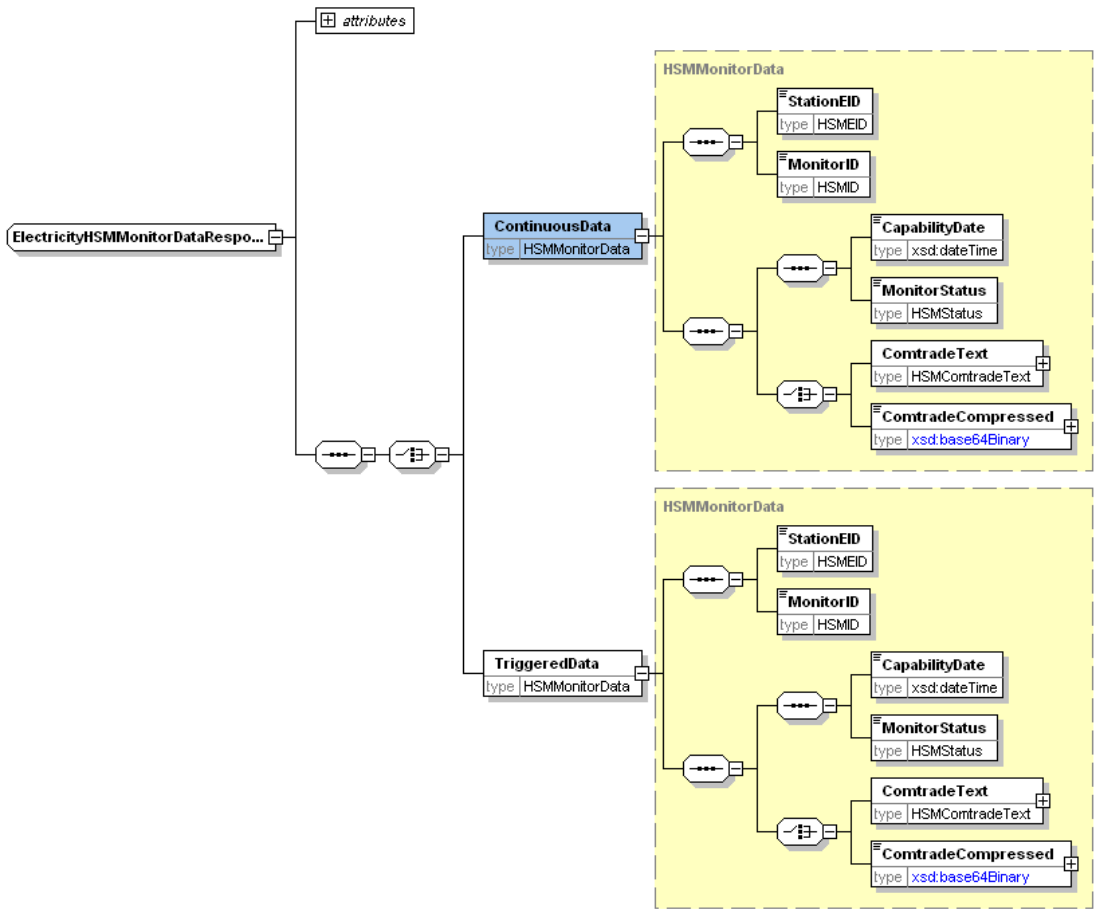 attributes
ElectricityHSMMonitorDataRespo...
ContinuousData
type HSMMonitorData
HSMMonitorData
StationEID
type HSMEID
MonitorID
type HSMID
CapabilityDate
type xsd:dateTime
MonitorStatus
type HSMStatus
ComtradeText
type HSMComtradeText
ComtradeCompressed
type xsd:base64Binary
TriggeredData
type HSMMonitorData
HSMMonitorData
StationEID
type HSMEID
MonitorID
type HSMID
CapabilityDate
type xsd:dateTime
MonitorStatus
type HSMStatus
ComtradeText
type HSMComtradeText
ComtradeCompressed
type xsd:base64Binary